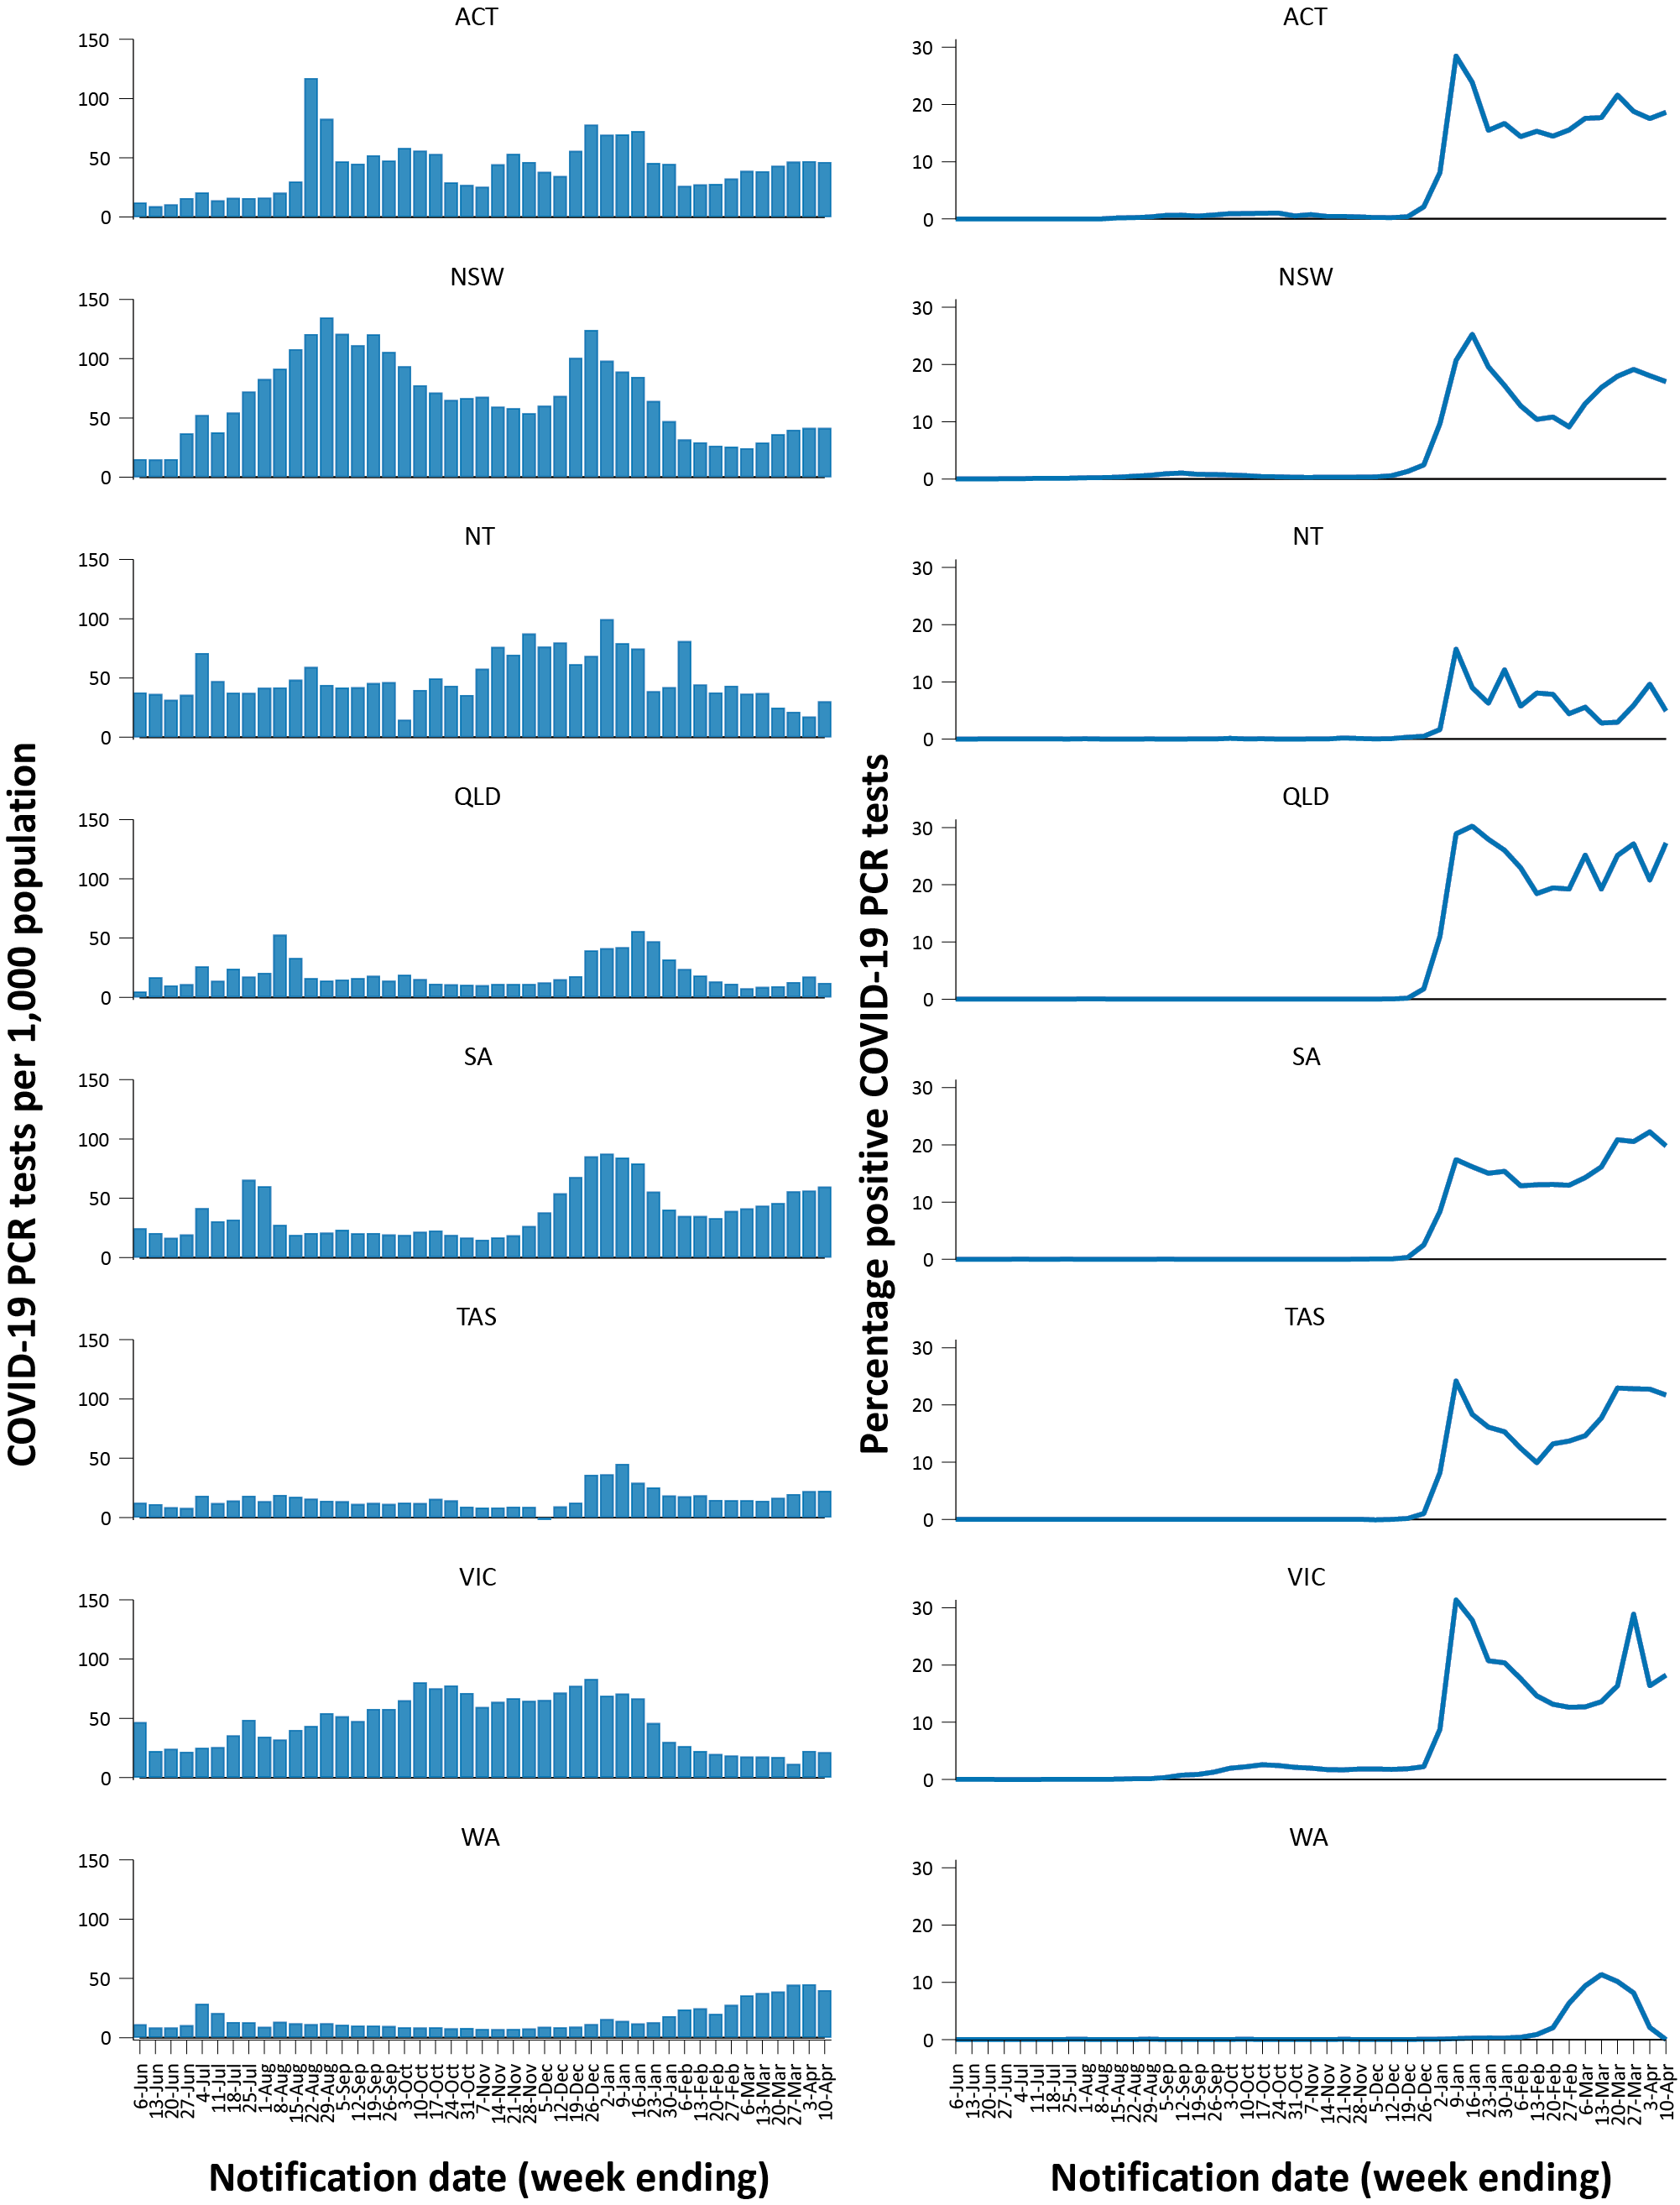 COVID-19 PCR tests per 1,000 population
ACT
150
100
50
0
NSW
150
100
50
0
NT
150
100
50
0
QLD
150
100
50
0
SA
150
100
50
0
TAS
150
100
50
0
VIC
150
100
50
0
WA
150
100
50
0
6-Jun
13-Jun
20-Jun
27-Jun
4-Jul
11-Jul
18-Jul
25-Jul
1-Aug
8-Aug
15-Aug
22-Aug
29-Aug
5-Sep
12-Sep
19-Sep
26-Sep
3-Oct
10-Oct
17-Oct
24-Oct
31-Oct
7-Nov
14-Nov
21-Nov
28-Nov
5-Dec
12-Dec
19-Dec
26-Dec
2-Jan
9-Jan
16-Jan
23-Jan
30-Jan
6-Feb
13-Feb
20-Feb
27-Feb
6-Mar
13-Mar
20-Mar
27-Mar
3-Apr
10-Apr
Notification date (week ending)
Percentage positive COVID-19 PCR tests
ACT
30
20
10
0
NSW
30
20
10
0
NT
30
20
10
0
QLD
30
20
10
0
SA
30
20
10
0
TAS
30
20
10
0
VIC
30
20
10
0
WA
30
20
10
0
6-Jun
13-Jun
20-Jun
27-Jun
4-Jul
11-Jul
18-Jul
25-Jul
1-Aug
8-Aug
15-Aug
22-Aug
29-Aug
5-Sep
12-Sep
19-Sep
26-Sep
3-Oct
10-Oct
17-Oct
24-Oct
31-Oct
7-Nov
14-Nov
21-Nov
28-Nov
5-Dec
12-Dec
19-Dec
26-Dec
2-Jan
9-Jan
16-Jan
23-Jan
30-Jan
6-Feb
13-Feb
20-Feb
27-Feb
6-Mar
13-Mar
20-Mar
27-Mar
3-Apr
10-Apr
Notification date (week ending)